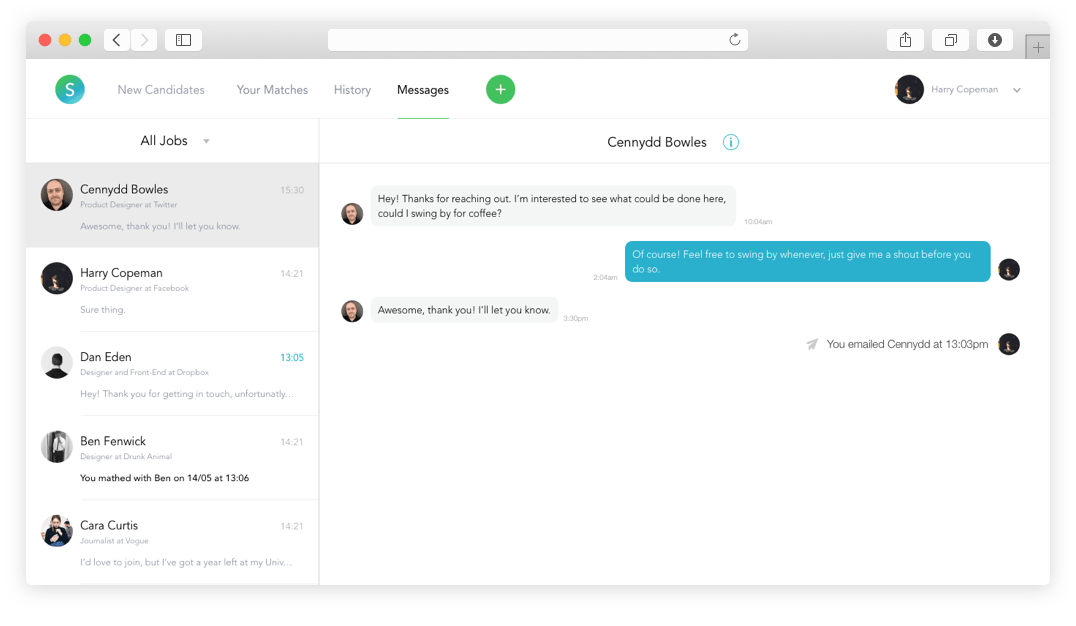 S
New Candidates
Your Matches
History
Messages
+
Harry Copeman
All Jobs
Cennydd Bowles
15:30
Product Designer at Twitter
Awesome, thank you! I'll let you know.
Harry Copeman
14:21
Product Designer at Facebook
Sure thing.
Dan Eden
13:05
Designer and Front-End at Dropbox
Hey! Thank you for getting in touch, unfortunatly...
Ben Fenwick
14:21
Designer at Drunk Animal
You mathed with Ben on 14/05 at 13:06
Cara Curtis
14:21
Journalist at Vogue
I'd love to join, but I've got a year left at my Univ...
Cennydd Bowles
i
Hey! Thanks for reaching out. I'm interested to see what could be done here,
could I swing by for coffee?
10:04am
Of course! Feel free to swing by whenever, just give me a shout before you
do so.
2:04am
Awesome, thank you! I'll let you know.
3:30pm
You emailed Cennydd at 13:03pm